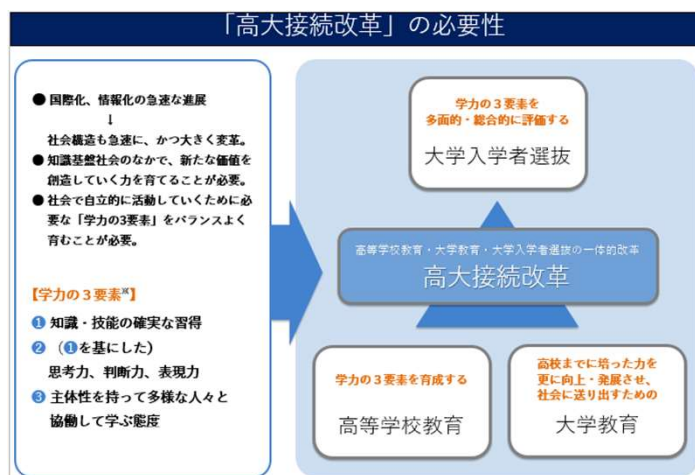 「高大接続改革」の必要性
● 国際化、情報化の急速な進展
↓
社会構造も急速に、かつ大きく変革。
● 知識基盤社会のなかで、新たな価値を
創造していく力を育てることが必要。
● 社会で自立的に活動していくために必
要な「学力の3要素」をバランスよく
育むことが必要。
【学力の３要素※】
❶ 知識・技能の確実な習得
❷ （❶を基にした）
思考力、判断力、表現力
❸ 主体性を持って多様な人々と
協働して学ぶ態度
学力の３要素を
多面的・総合的に評価する
大学入学者選抜
高等学校教育・大学教育・大学入学者選抜の一体的改革
高大接続改革
学力の３要素を育成する
高等学校教育
高校までに培った力を
更に向上・発展させ、
社会に送り出すための
大学教育